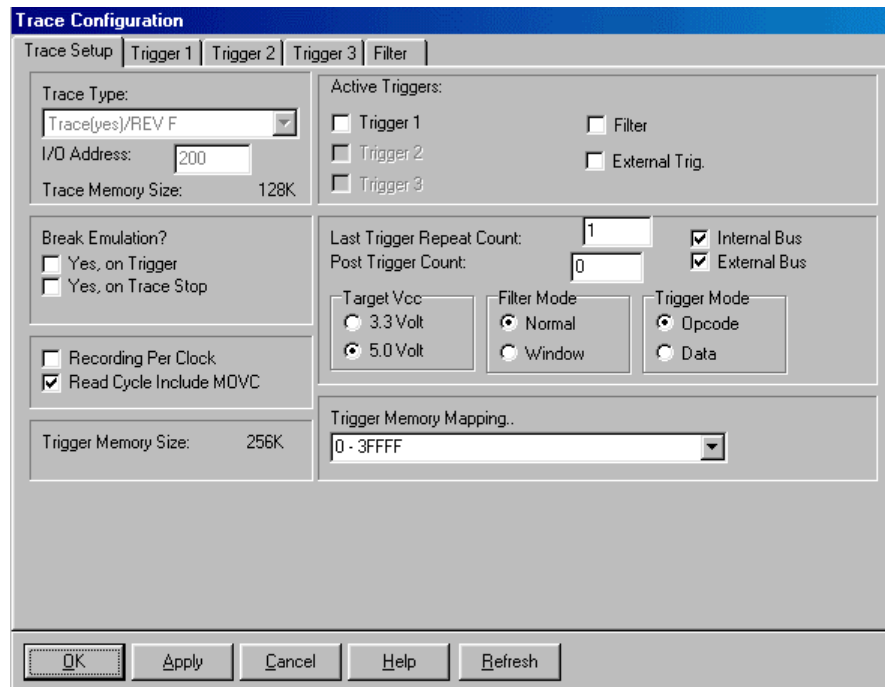 Trace Configuration
Trace Setup Trigger 1 Trigger 2 Trigger 3 Filter
Trace Type:
Trace(yes)/REV F
I/O Address: 200
Trace Memory Size: 128K
Active Triggers:
Trigger 1
Trigger 2
Trigger 3
Filter
External Trig.
Break Emulation?
Yes, on Trigger
Yes, on Trace Stop
Last Trigger Repeat Count: 1
Post Trigger Count: 0
Internal Bus
External Bus
Target Vcc
3.3 Volt
5.0 Volt
Filter Mode
Normal
Window
Trigger Mode
Opcode
Data
Recording Per Clock
Read Cycle Include MOVC
Trigger Memory Size: 256K
Trigger Memory Mapping..
0 - 3FFFF
OK Apply Cancel Help Refresh